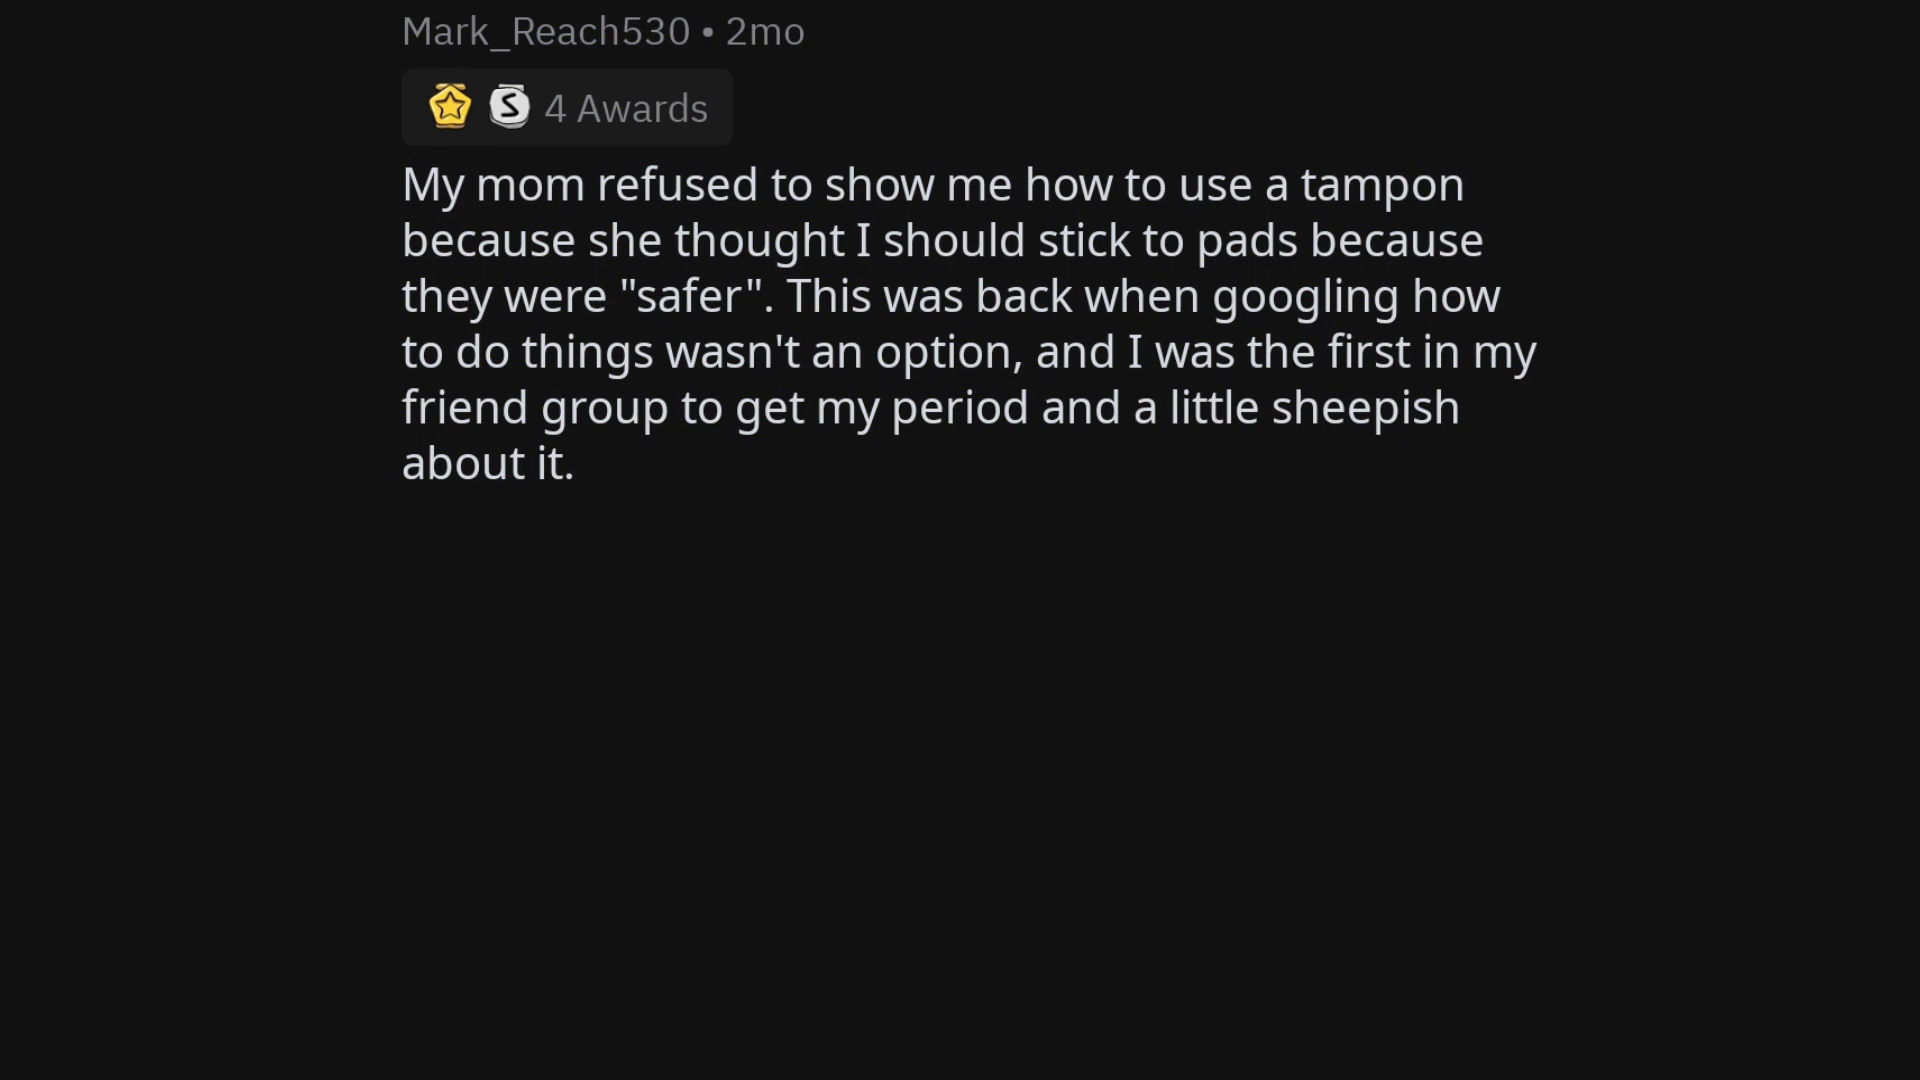 Mark_Reach530 • 2mo
S 4 Awards
My mom refused to show me how to use a tampon
because she thought I should stick to pads because
they were "safer". This was back when googling how
to do things wasn't an option, and I was the first in my
friend group to get my period and a little sheepish
about it.